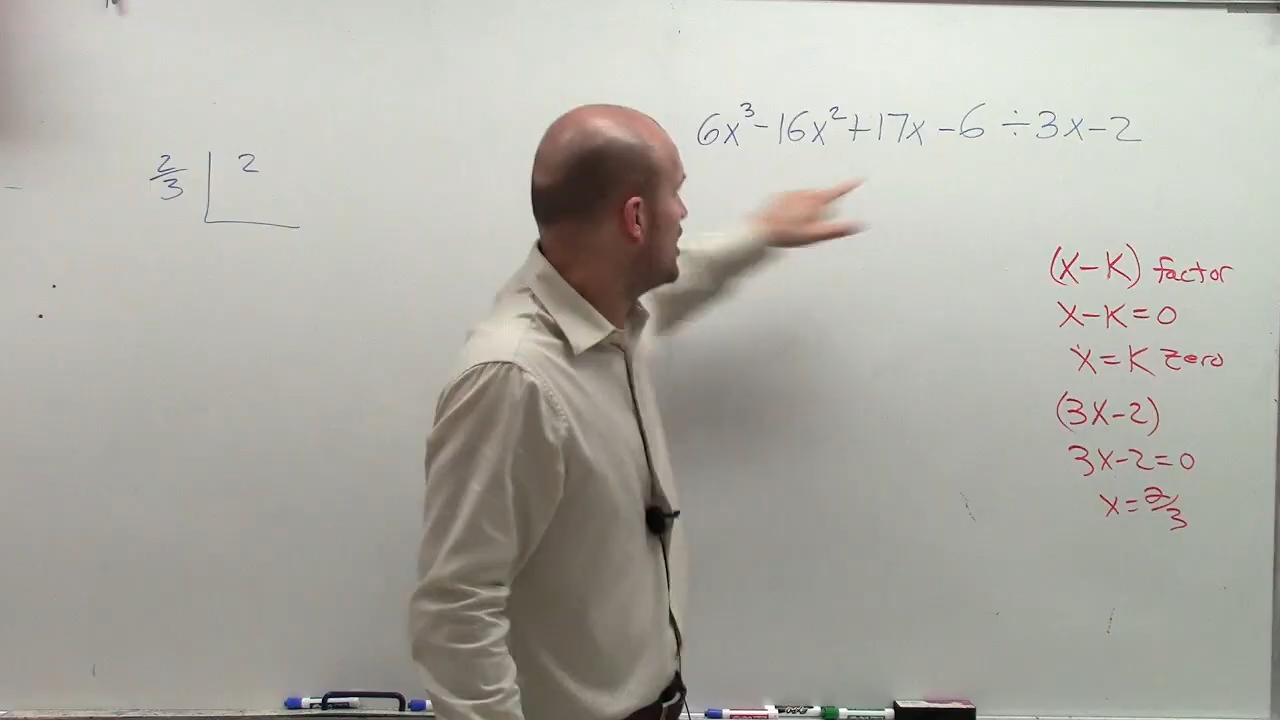 6x³-16x²+17x-6 ÷ 3x-2
2/3 | 2
(x-K) factor
x-K=0
x=K zero
(3x-2)
3x-2=0
x=2/3